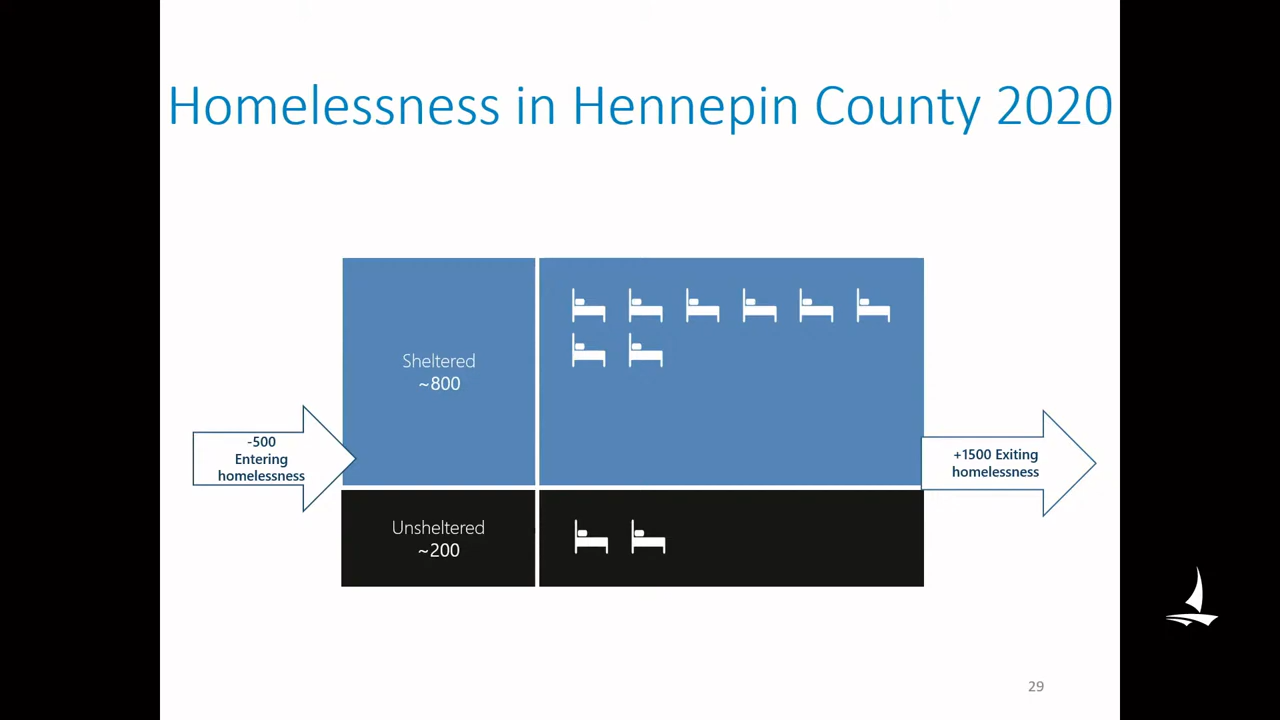 Homelessness in Hennepin County 2020
Sheltered
~800
-500
Entering
homelessness
+1500 Exiting
homelessness
Unsheltered
~200
29